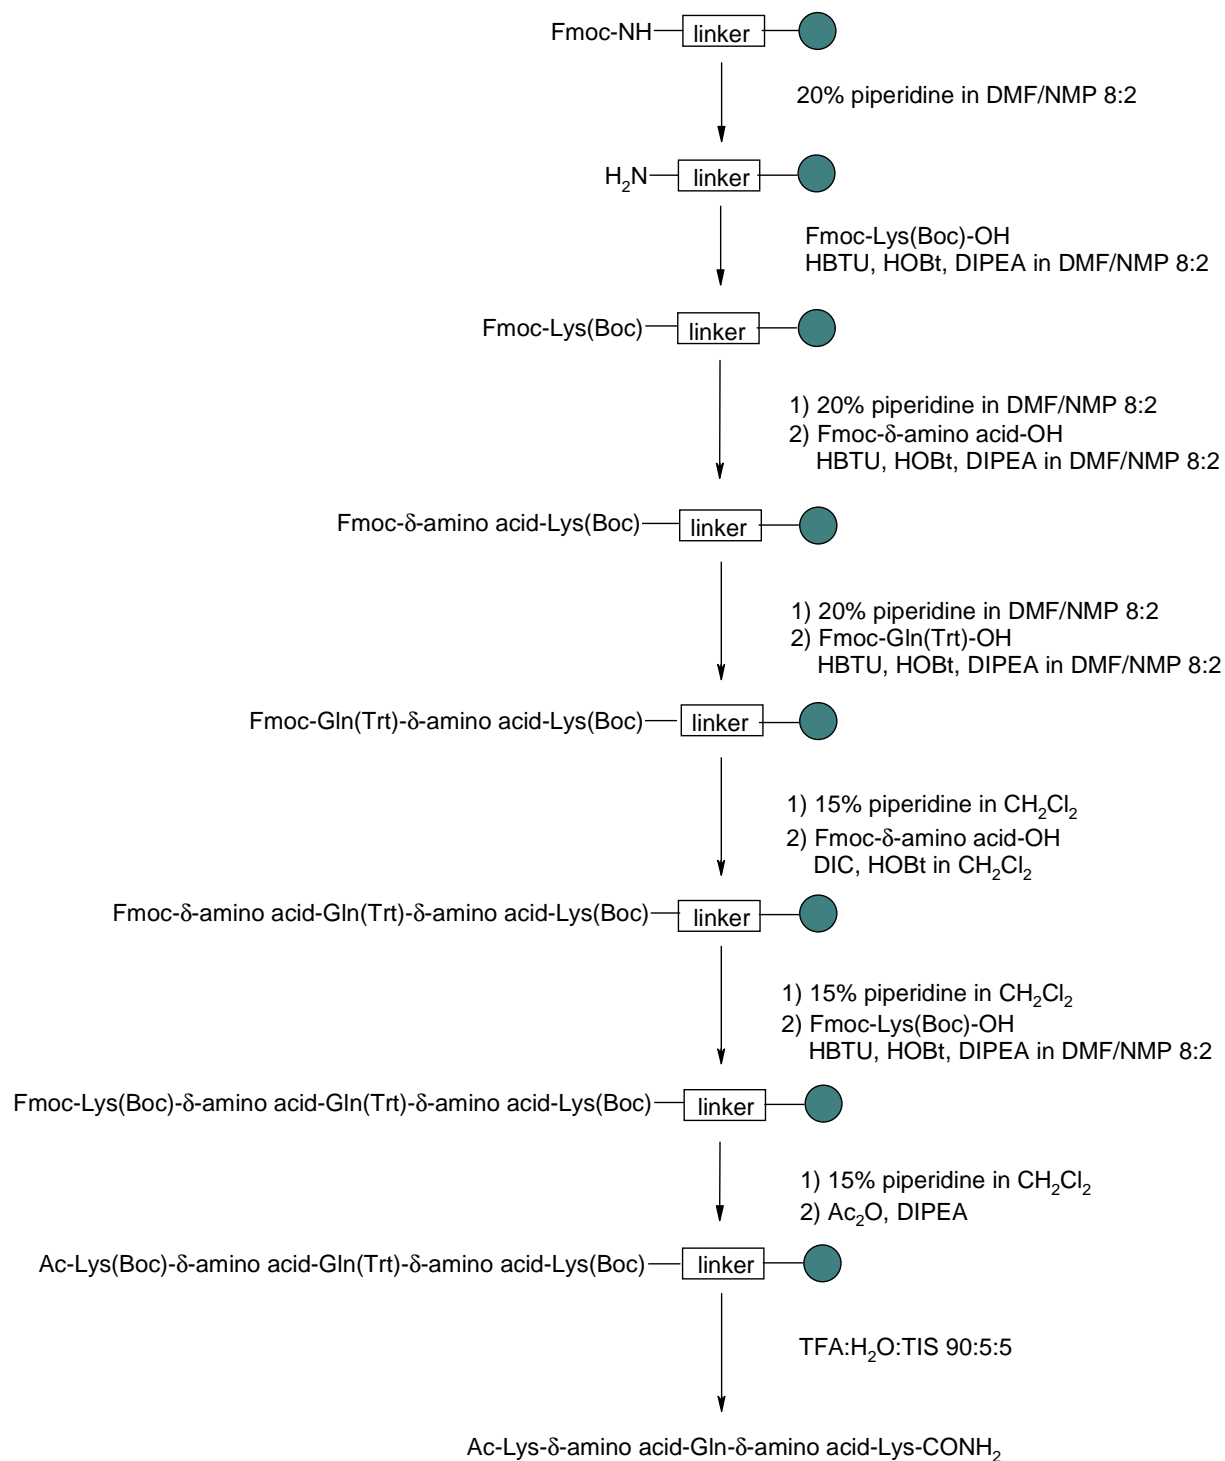 Fmoc-NH linker
20% piperidine in DMF/NMP 8:2
H₂N linker
Fmoc-Lys(Boc)-OH
HBTU, HOBt, DIPEA in DMF/NMP 8:2
Fmoc-Lys(Boc) linker
1) 20% piperidine in DMF/NMP 8:2
2) Fmoc-δ-amino acid-OH
HBTU, HOBt, DIPEA in DMF/NMP 8:2
Fmoc-δ-amino acid-Lys(Boc) linker
1) 20% piperidine in DMF/NMP 8:2
2) Fmoc-Gln(Trt)-OH
HBTU, HOBt, DIPEA in DMF/NMP 8:2
Fmoc-Gln(Trt)-δ-amino acid-Lys(Boc) linker
1) 15% piperidine in CH₂Cl₂
2) Fmoc-δ-amino acid-OH
DIC, HOBt in CH₂Cl₂
Fmoc-δ-amino acid-Gln(Trt)-δ-amino acid-Lys(Boc) linker
1) 15% piperidine in CH₂Cl₂
2) Fmoc-Lys(Boc)-OH
HBTU, HOBt, DIPEA in DMF/NMP 8:2
Fmoc-Lys(Boc)-δ-amino acid-Gln(Trt)-δ-amino acid-Lys(Boc) linker
1) 15% piperidine in CH₂Cl₂
2) Ac₂O, DIPEA
Ac-Lys(Boc)-δ-amino acid-Gln(Trt)-δ-amino acid-Lys(Boc) linker
TFA:H₂O:TIS 90:5:5
Ac-Lys-δ-amino acid-Gln-δ-amino acid-Lys-CONH₂